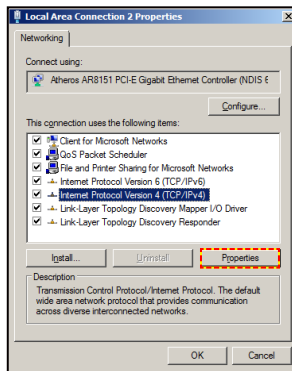 Local Area Connection 2 Properties
Networking
Connect using:
Atheros AR8151 PCI-E Gigabit Ethernet Controller (NDIS 6
Configure...
This connection uses the following items:
Client for Microsoft Networks
QoS Packet Scheduler
File and Printer Sharing for Microsoft Networks
Internet Protocol Version 6 (TCP/IPv6)
Internet Protocol Version 4 (TCP/IPv4)
Link-Layer Topology Discovery Mapper I/O Driver
Link-Layer Topology Discovery Responder
Install... Uninstall Properties
Description
Transmission Control Protocol/Internet Protocol. The default
wide area network protocol that provides communication
across diverse interconnected networks.
OK Cancel